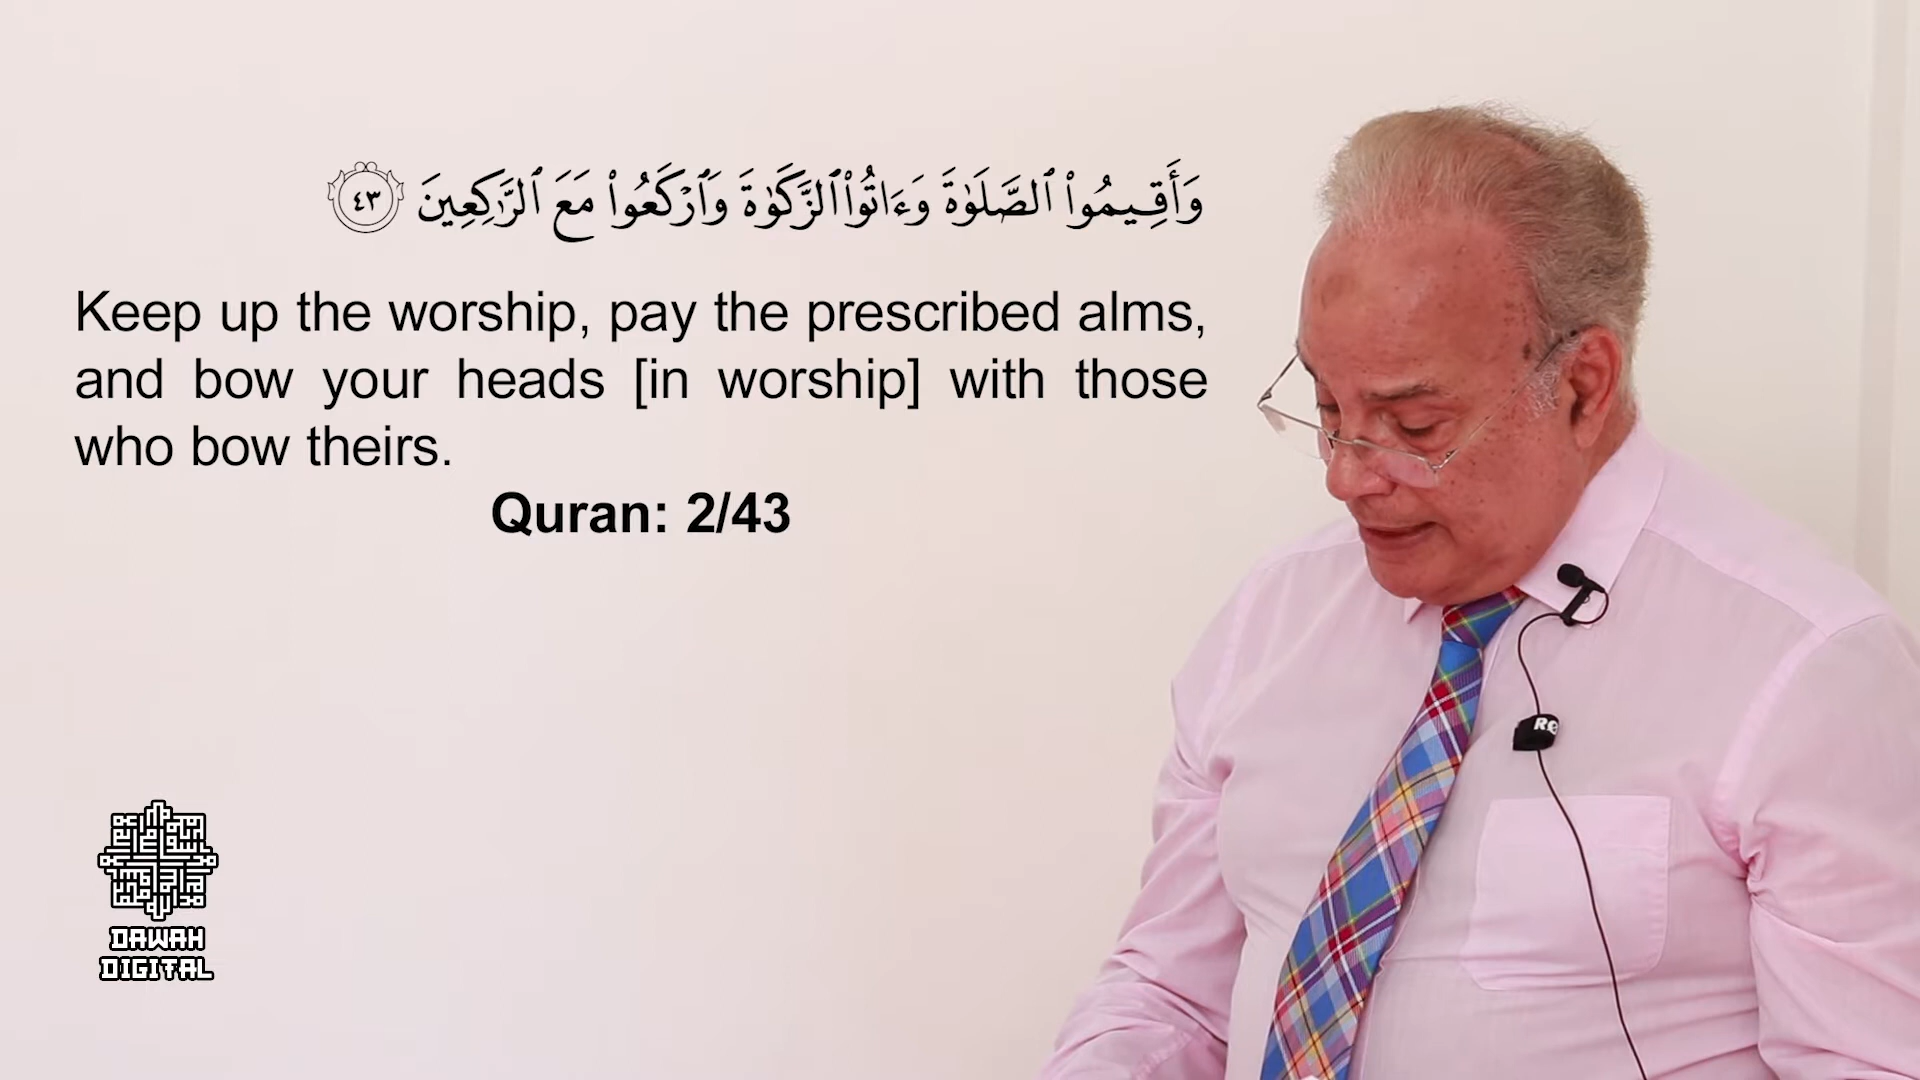 وَأَقِيمُوا۟ ٱلصَّلَوٰةَ وَءَاتُوا۟ ٱلزَّكَوٰةَ وَٱرْكَعُوا۟ مَعَ ٱلرَّٰكِعِينَ ٤٣
Keep up the worship, pay the prescribed alms,
and bow your heads [in worship] with those
who bow theirs.
Quran: 2/43
DAWAH
DIGITAL